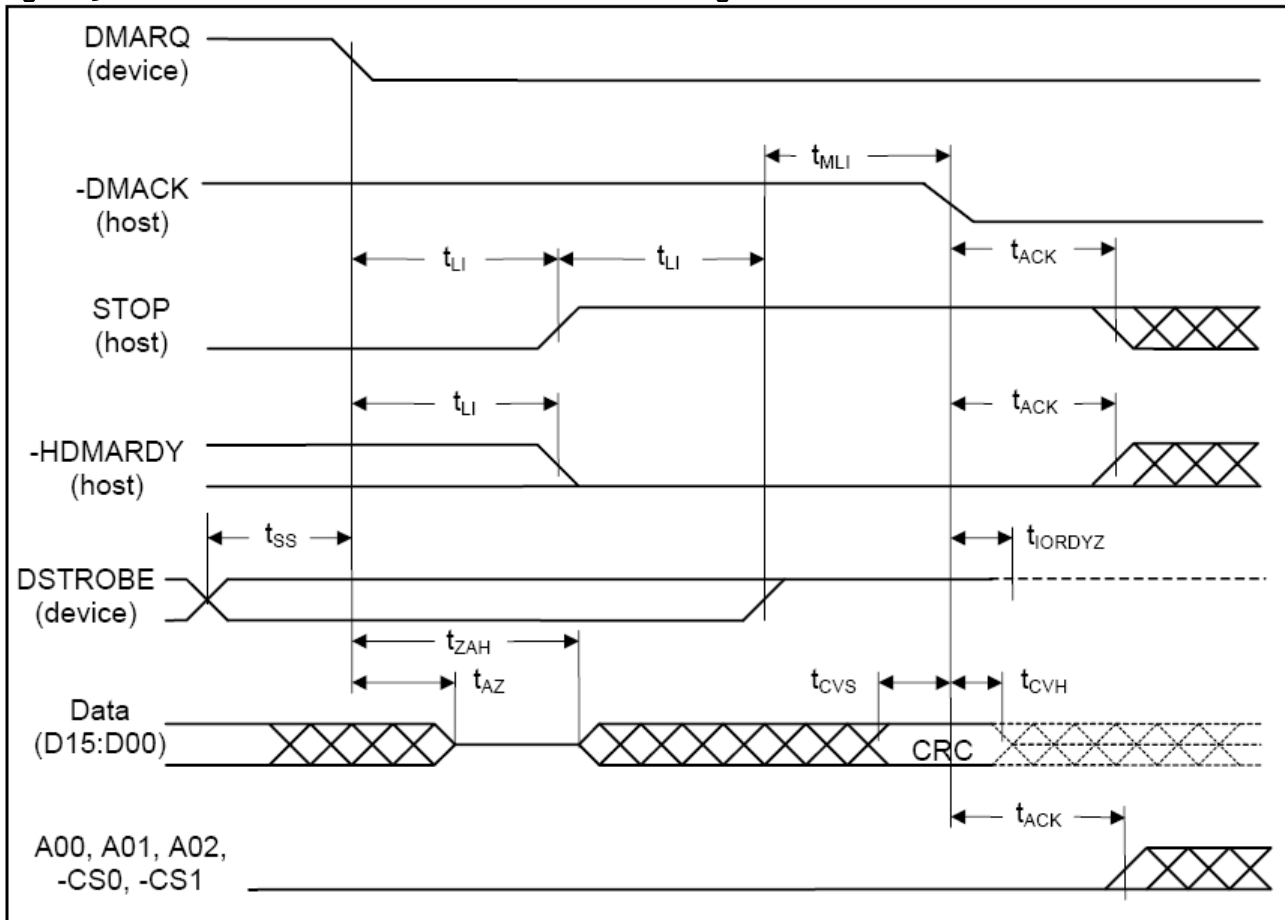 DMARQ
(device)
tMLI
-DMACK
(host)
tLI
tLI
tACK
STOP
(host)
tLI
tACK
-HDMARDY
(host)
tSS
tIORDYZ
DSTROBE
(device)
tZAH
tAZ
tCVS
tCVH
Data
(D15:D00)
CRC
tACK
A00, A01, A02,
-CS0, -CS1